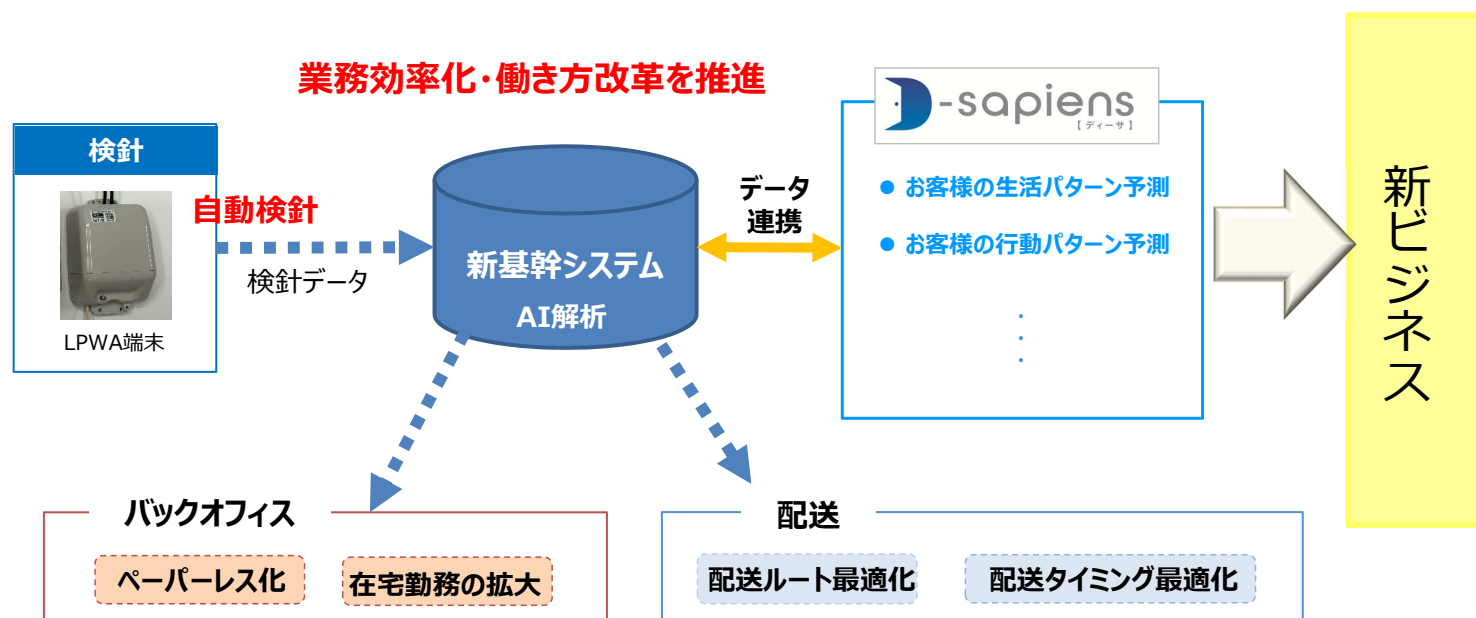 業務効率化・働き方改革を推進
検針
LPWA端末
自動検針
検針データ
新基幹システム
AI解析
データ
連携
D-sapiens
【ディーサ】
● お客様の生活パターン予測
● お客様の行動パターン予測
・
・
・
新ビジネス
バックオフィス
ペーパーレス化
在宅勤務の拡大
配送
配送ルート最適化
配送タイミング最適化